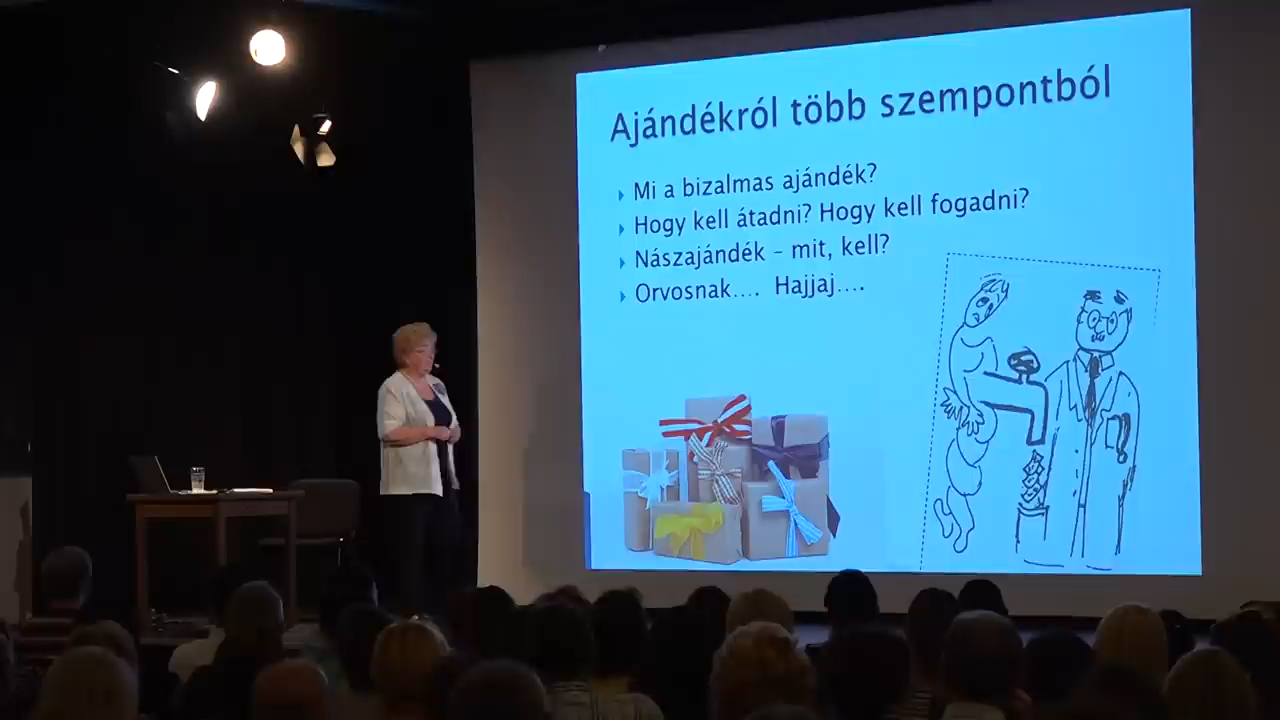 Ajándékról több szempontból
Mi a bizalmas ajándék?
Hogy kell átadni? Hogy kell fogadni?
Nászajándék – mit, kell?
Orvosnak.... Hajjaj....